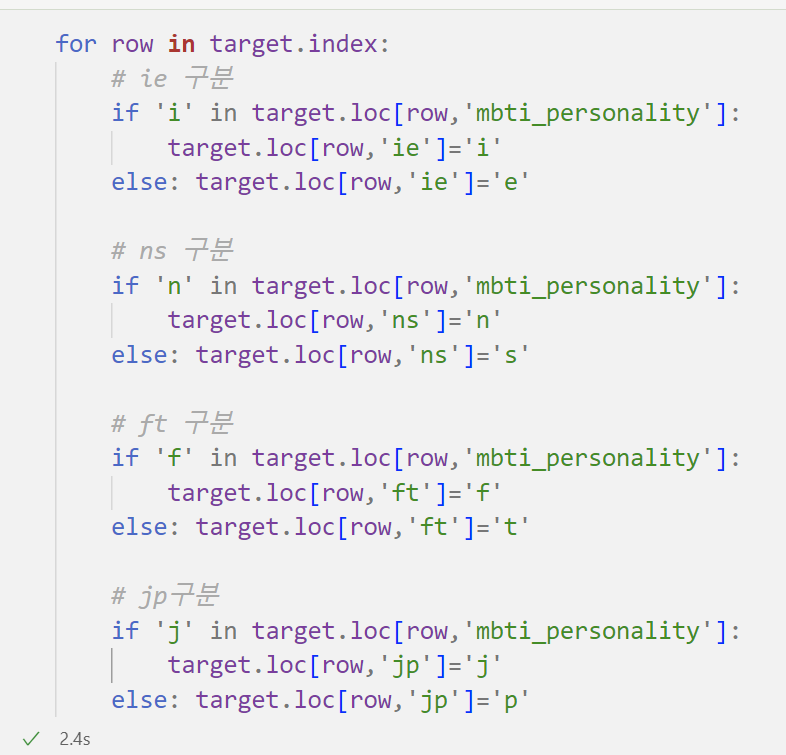 for row in target.index:
    # ie 구분
    if 'i' in target.loc[row,'mbti_personality']:
        target.loc[row,'ie']='i'
    else: target.loc[row,'ie']='e'

    # ns 구분
    if 'n' in target.loc[row,'mbti_personality']:
        target.loc[row,'ns']='n'
    else: target.loc[row,'ns']='s'

    # ft 구분
    if 'f' in target.loc[row,'mbti_personality']:
        target.loc[row,'ft']='f'
    else: target.loc[row,'ft']='t'

    # jp구분
    if 'j' in target.loc[row,'mbti_personality']:
        target.loc[row,'jp']='j'
    else: target.loc[row,'jp']='p'
2.4s